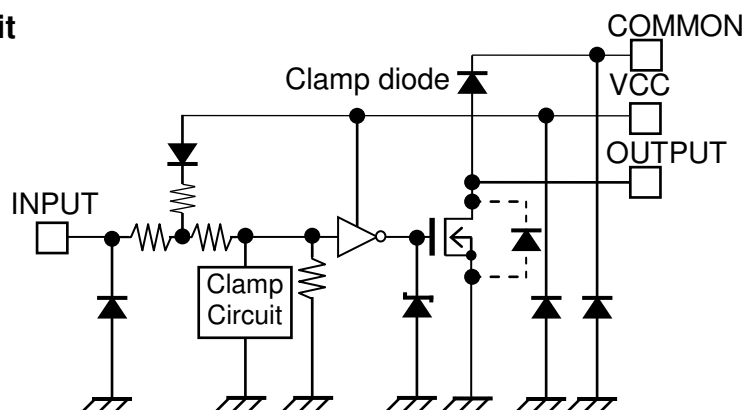 it
COMMON
Clamp diode
VCC
OUTPUT
INPUT
Clamp
Circuit